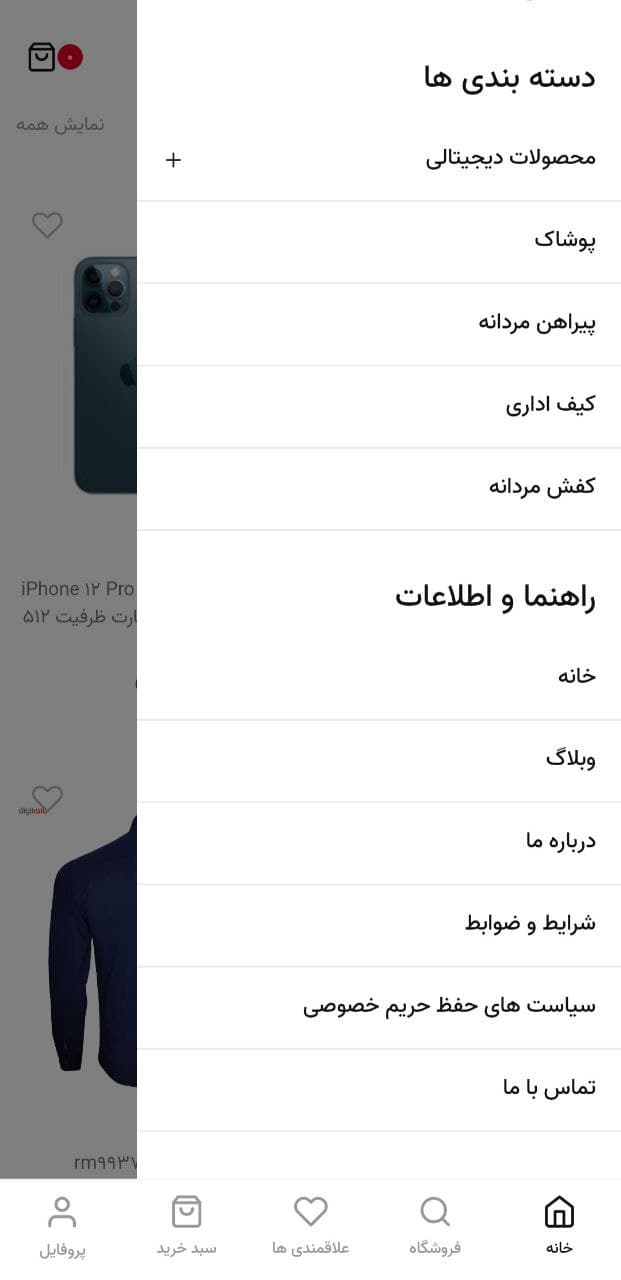 ۰
نمایش همه
دسته بندی ها
محصولات دیجیتالی
پوشاک
پیراهن مردانه
کیف اداری
کفش مردانه
راهنما و اطلاعات
خانه
وبلاگ
درباره ما
شرایط و ضوابط
سیاست های حفظ حریم خصوصی
تماس با ما
iPhone ۱۲ Pro
ظرفیت ۵۱۲
digikala
rm۹۹۳۷
خانه
فروشگاه
علاقمندی ها
سبد خرید
پروفایل